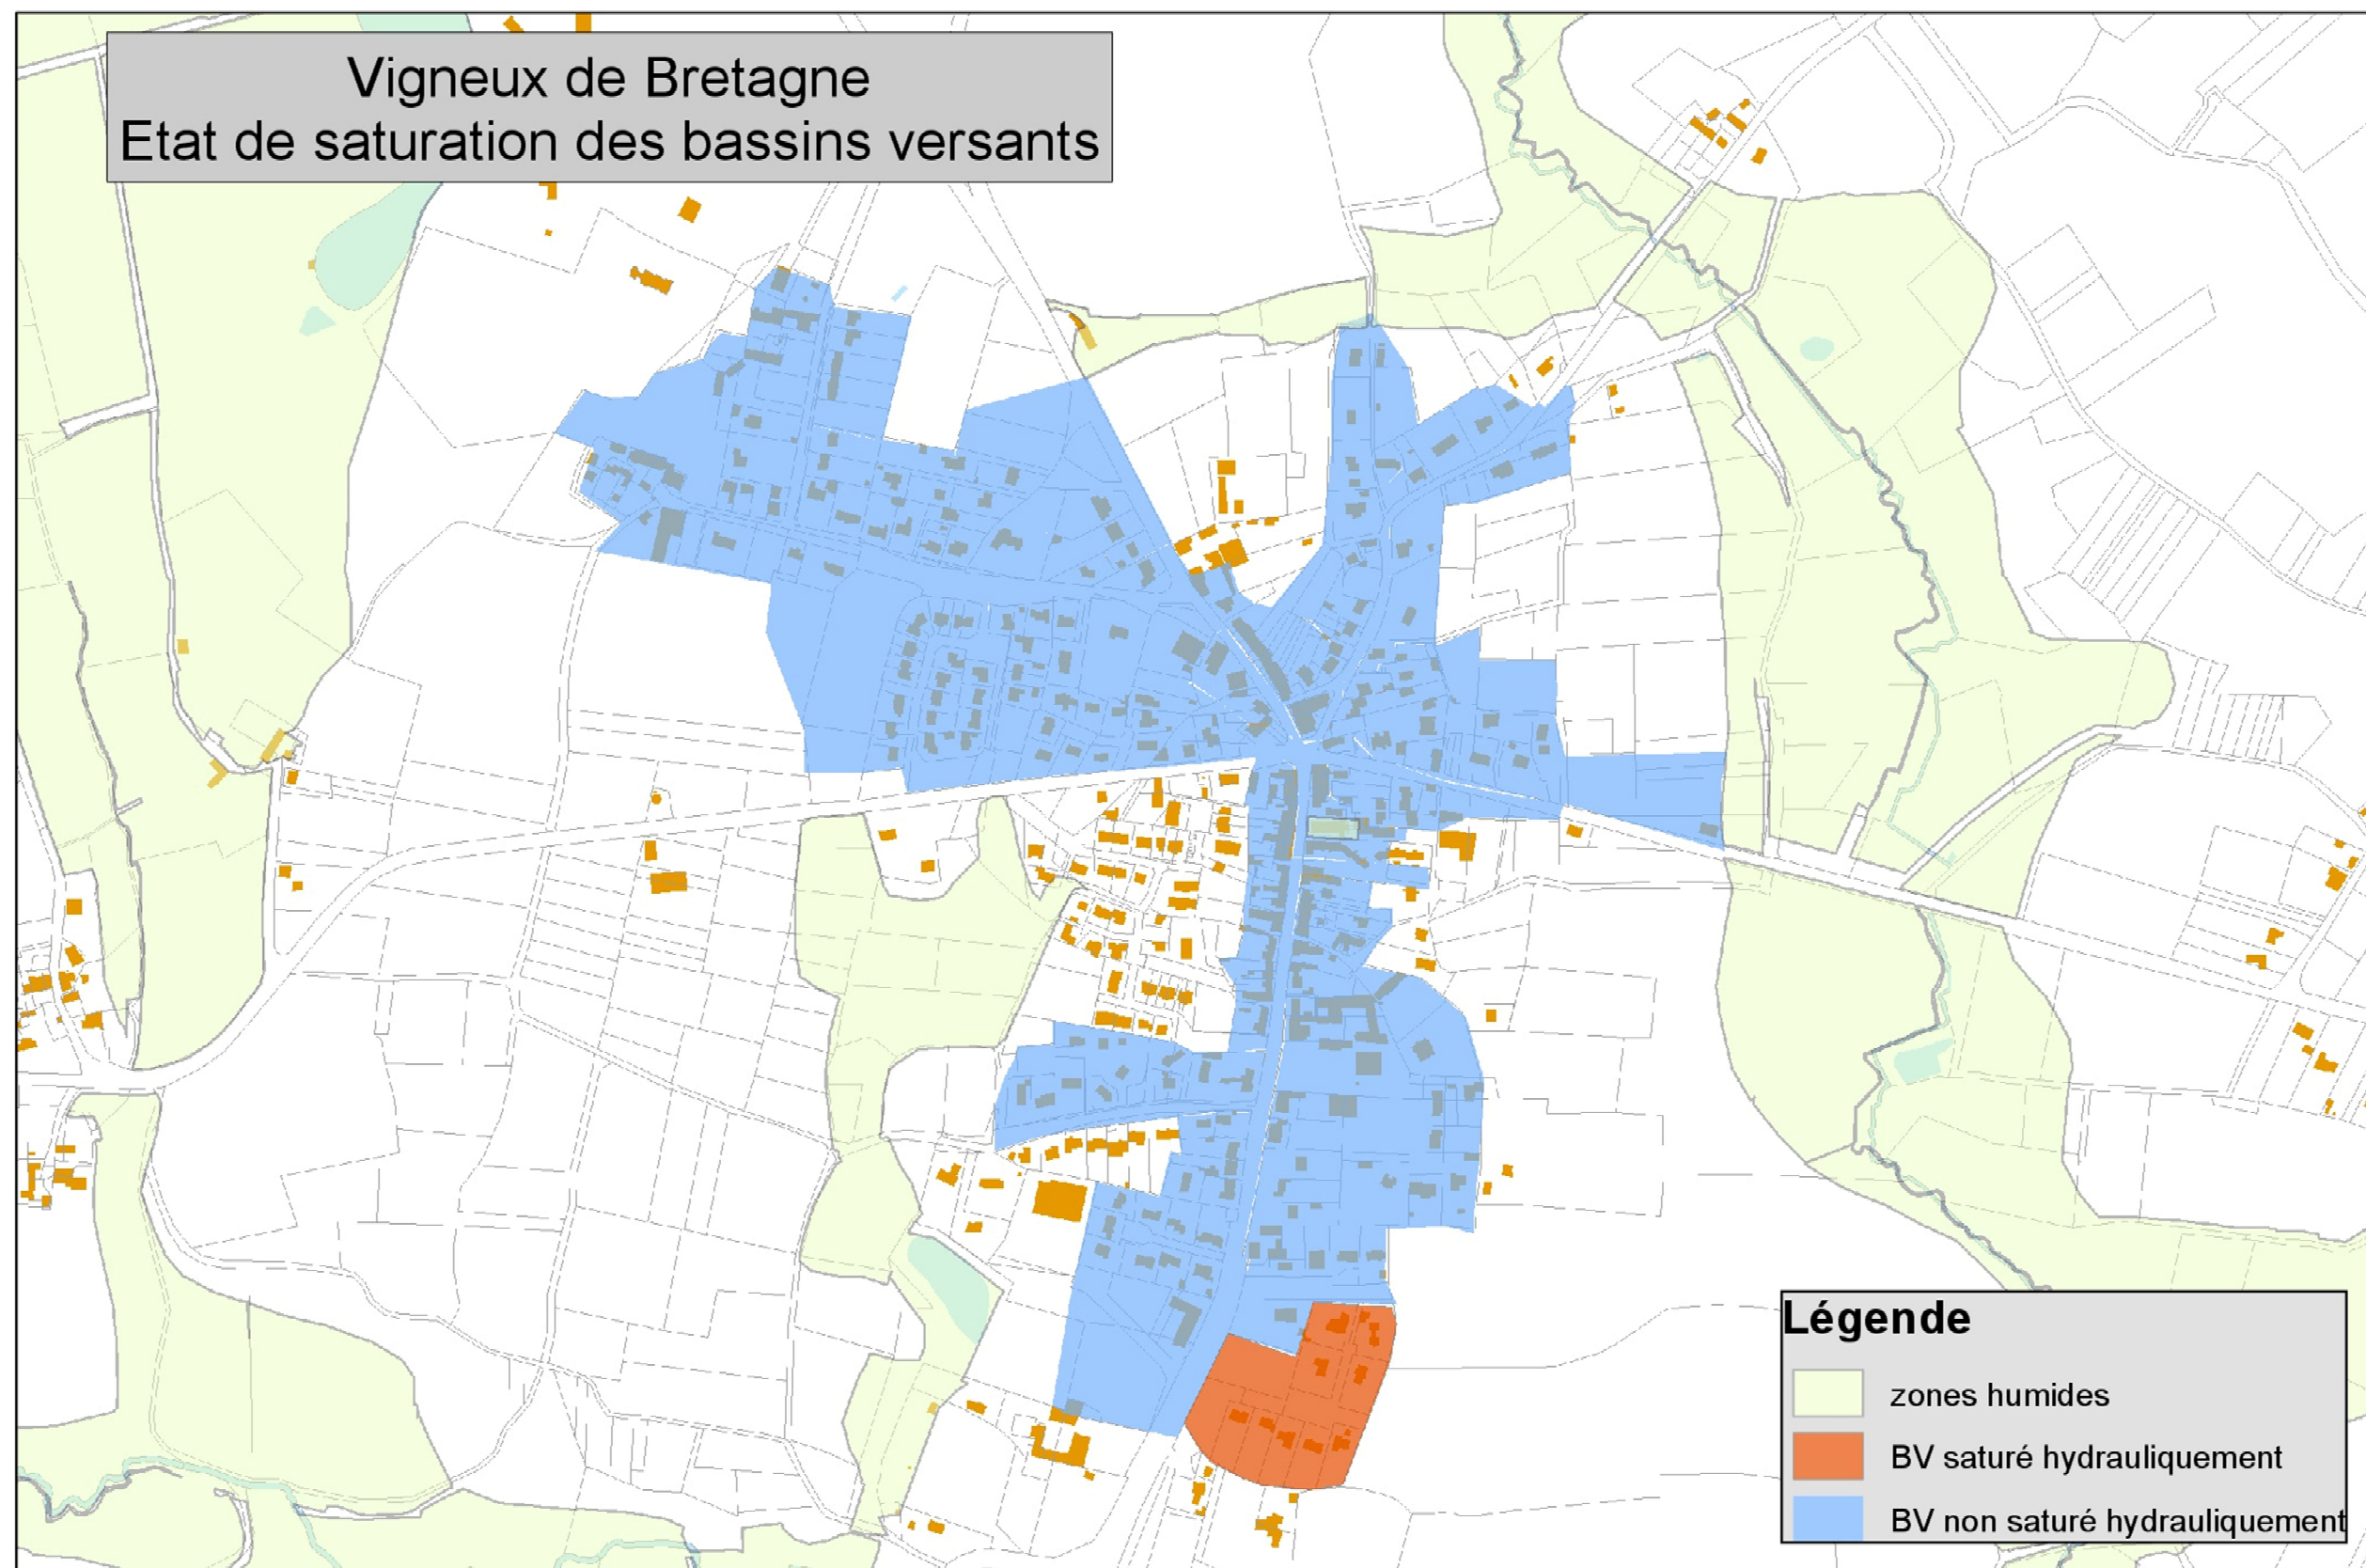 Vigneux de Bretagne
Etat de saturation des bassins versants
Légende
zones humides
BV saturé hydrauliquement
BV non saturé hydrauliquement